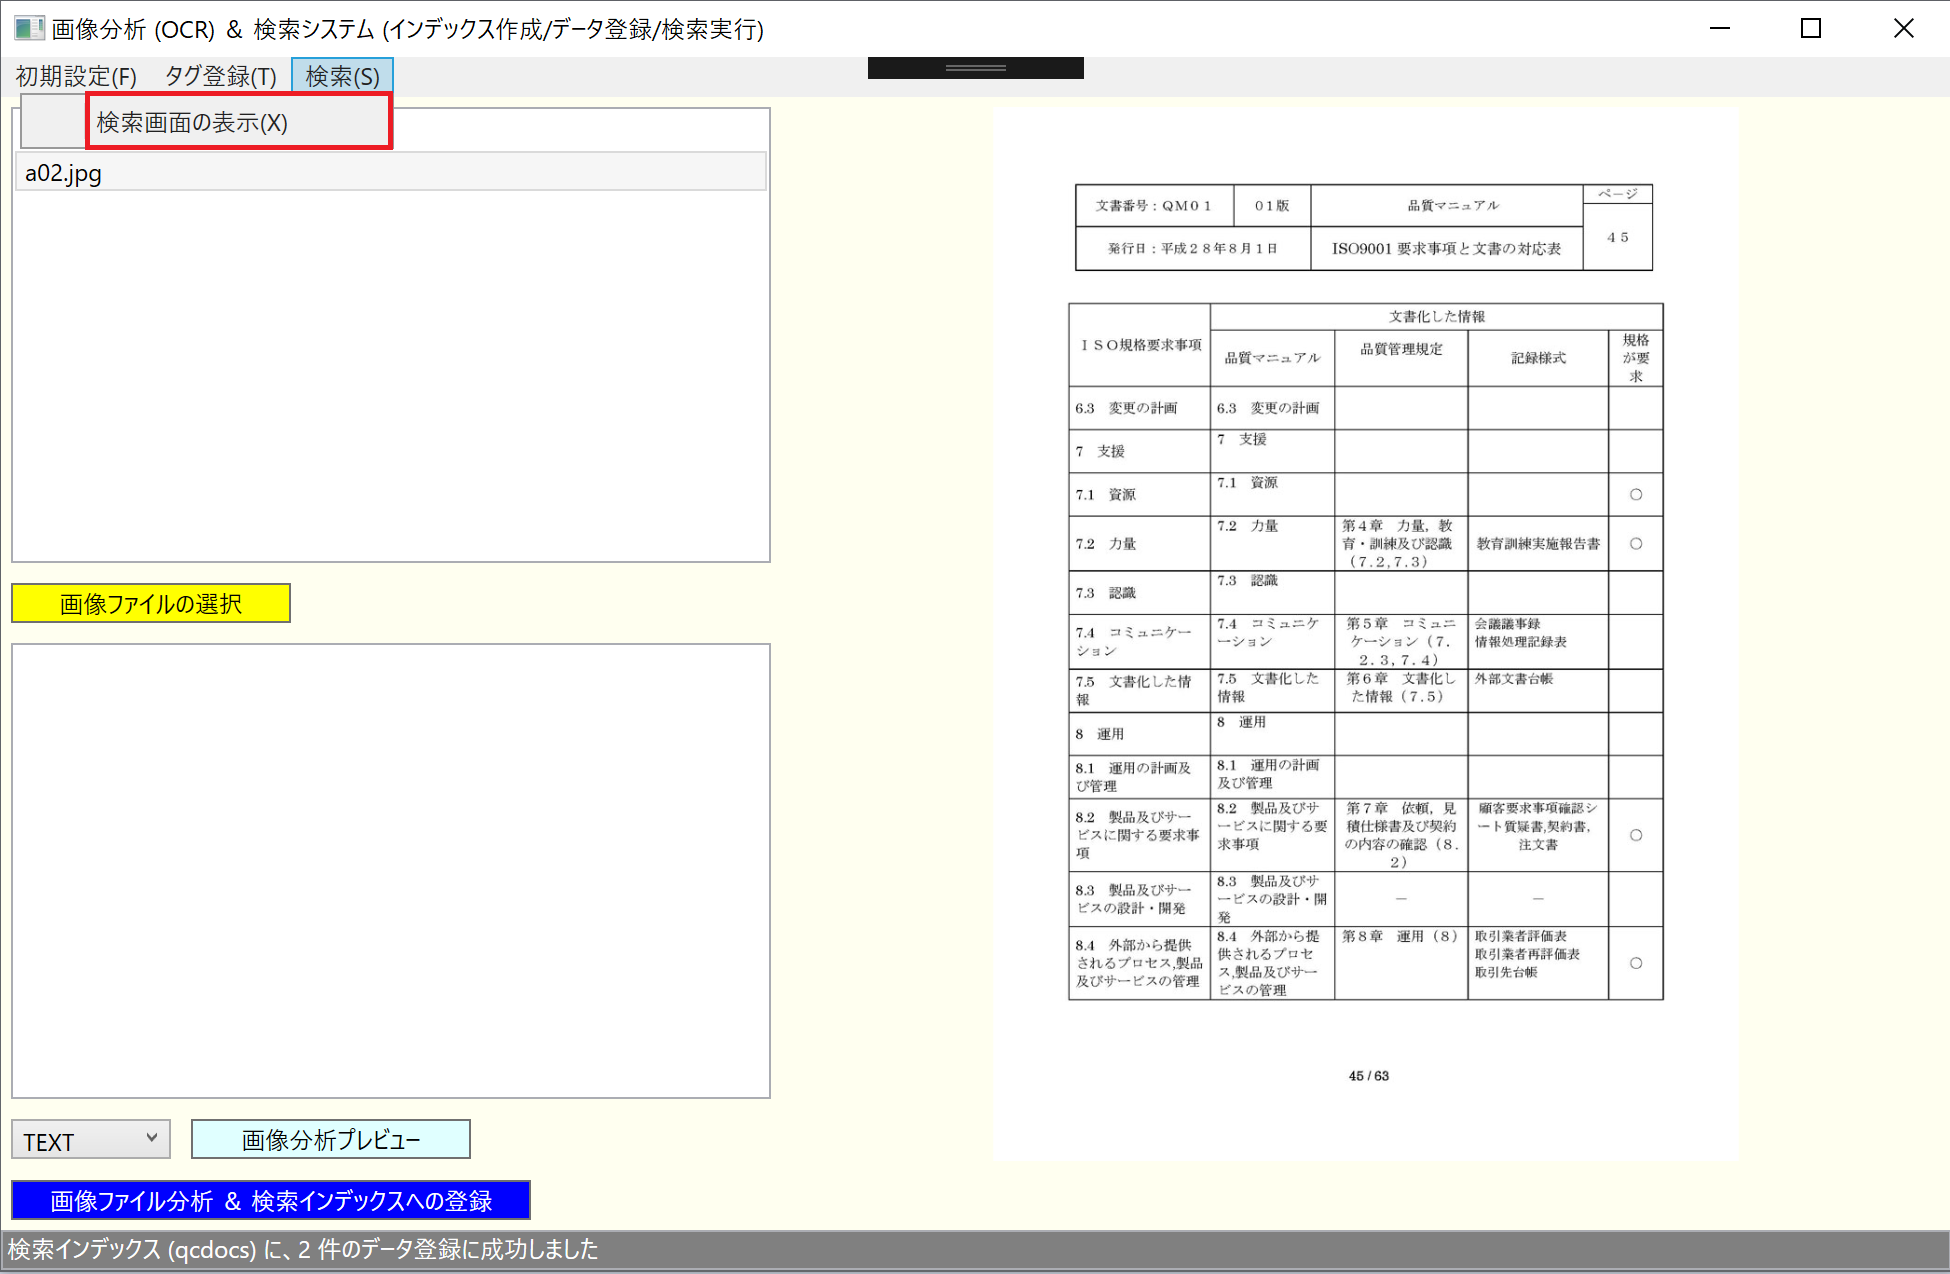 画像分析 (OCR) & 検索システム (インデックス作成/データ登録/検索実行)
初期設定(F) タグ登録(T) 検索(S)
検索画面の表示(X)
a02.jpg
画像ファイルの選択
TEXT
画像分析プレビュー
画像ファイル分析 & 検索インデックスへの登録
検索インデックス (qcdocs) に、2 件のデータ登録に成功しました
文書番号：ＱＭ０１ ０１版 品質マニュアル ページ
発行日：平成２８年８月１日 ISO9001 要求事項と文書の対応表 ４５
ＩＳＯ規格要求事項 文書化した情報
品質マニュアル 品質管理規定 記録様式 規格
が要
求
6.3 変更の計画 6.3 変更の計画
7 支援 7 支援
7.1 資源 7.1 資源 ○
7.2 力量 7.2 力量 第４章 力量，教
育・訓練及び認識
（７.２,７.３） 教育訓練実施報告書 ○
7.3 認識 7.3 認識
7.4 コミュニケー
ション 7.4 コミュニケ
ーション 第５章 コミュニ
ケーション（７.
２.３,７.４） 会議議事録
情報処理記録表
7.5 文書化した情
報 7.5 文書化した
情報 第６章 文書化し
た情報（７.５） 外部文書台帳
8 運用 8 運用
8.1 運用の計画及
び管理 8.1 運用の計画
及び管理
8.2 製品及びサー
ビスに関する要求事
項 8.2 製品及びサ
ービスに関する要
求事項 第７章 依頼，見
積仕様書及び契約
の内容の確認（８.
２） 顧客要求事項確認シ
ート質疑書,契約書，
注文書 ○
8.3 製品及びサー
ビスの設計・開発 8.3 製品及びサ
ービスの設計・開
発 － －
8.4 外部から提供
されるプロセス,製品
及びサービスの管理 8.4 外部から提
供されるプロセ
ス,製品及びサー
ビスの管理 第８章 運用（８） 取引業者評価表
取引業者再評価表
取引先台帳 ○
45 / 63